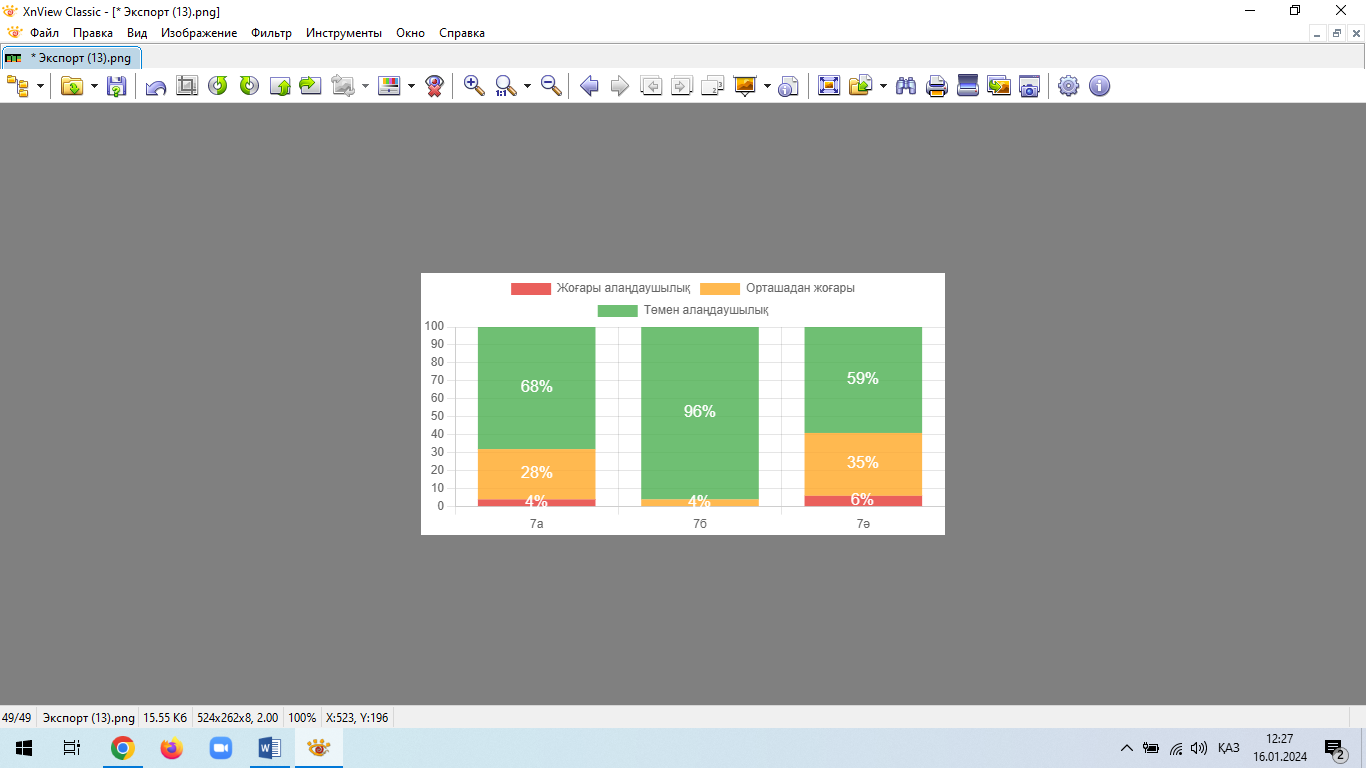 XnView Classic - [* Экспорт (13).png]
Файл Правка Вид Изображение Фильтр Инструменты Окно Справка
* Экспорт (13).png
1:1
Жоғары алаңдаушылық Орташадан жоғары
Төмен алаңдаушылық
100
90
80
70
60
50
40
30
20
10
0
68% 96% 59%
28% 35%
4% 4% 6%
7а 7б 7ә
49/49 Экспорт (13).png 15.55 Кб 524x262x8, 2.00 100% X:523, Y:196
ҚАЗ 12:27
16.01.2024
2